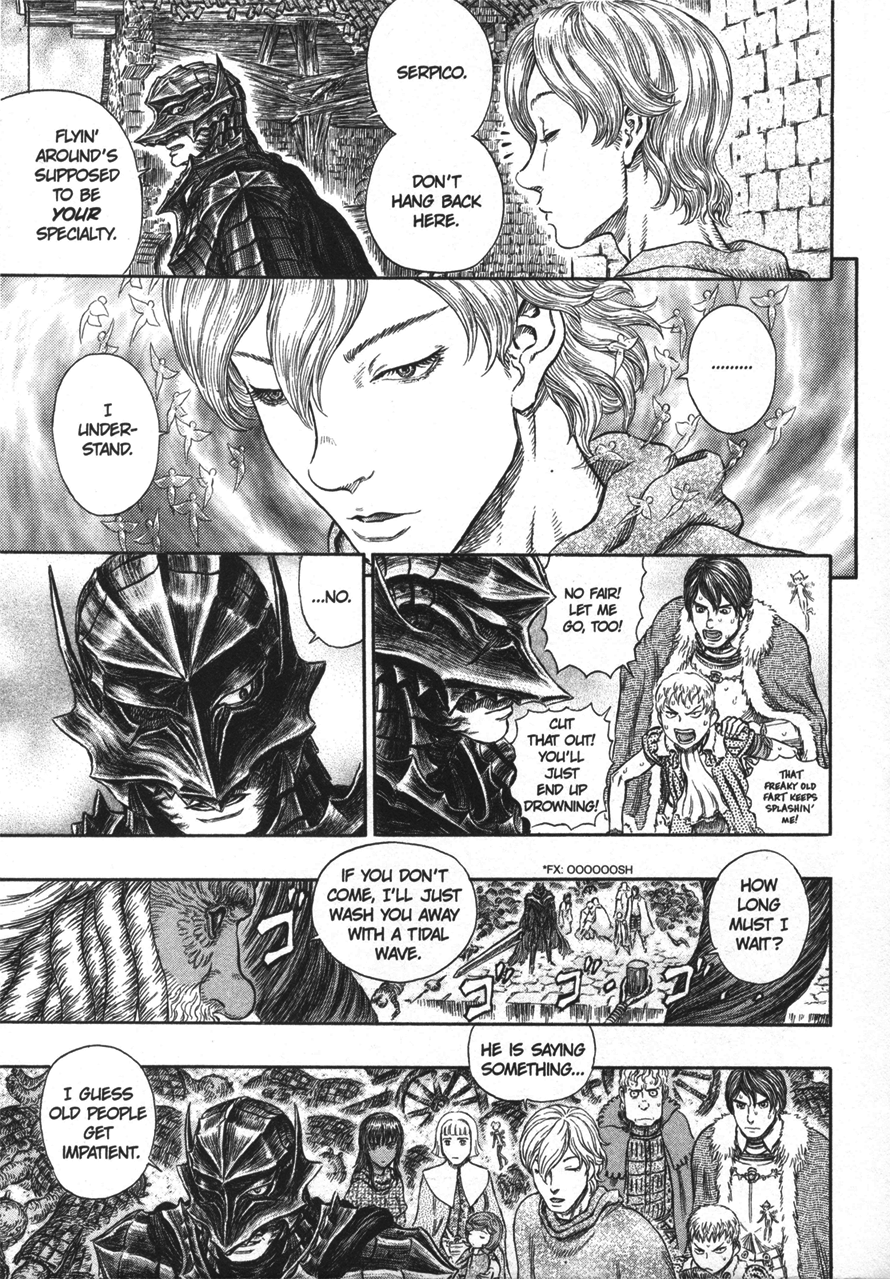 SERPICO.
DON'T
HANG BACK
HERE.
FLYIN'
AROUND'S
SUPPOSED
TO BE
YOUR
SPECIALTY.
..........
I
UNDER-
STAND.
NO FAIR!
LET ME
GO, TOO!
CUT
THAT OUT!
YOU'LL
JUST
END UP
DROWNING!
THAT
FREAKY OLD
FART KEEPS
SPLASHIN'
ME!
...NO.
HOW
LONG
MUST I
WAIT?
*FX: OOOOOOSH
ゴゴゴ
IF YOU DON'T
COME, I'LL JUST
WASH YOU AWAY
WITH A TIDAL
WAVE.
HE IS SAYING
SOMETHING...
I GUESS
OLD PEOPLE
GET
IMPATIENT.